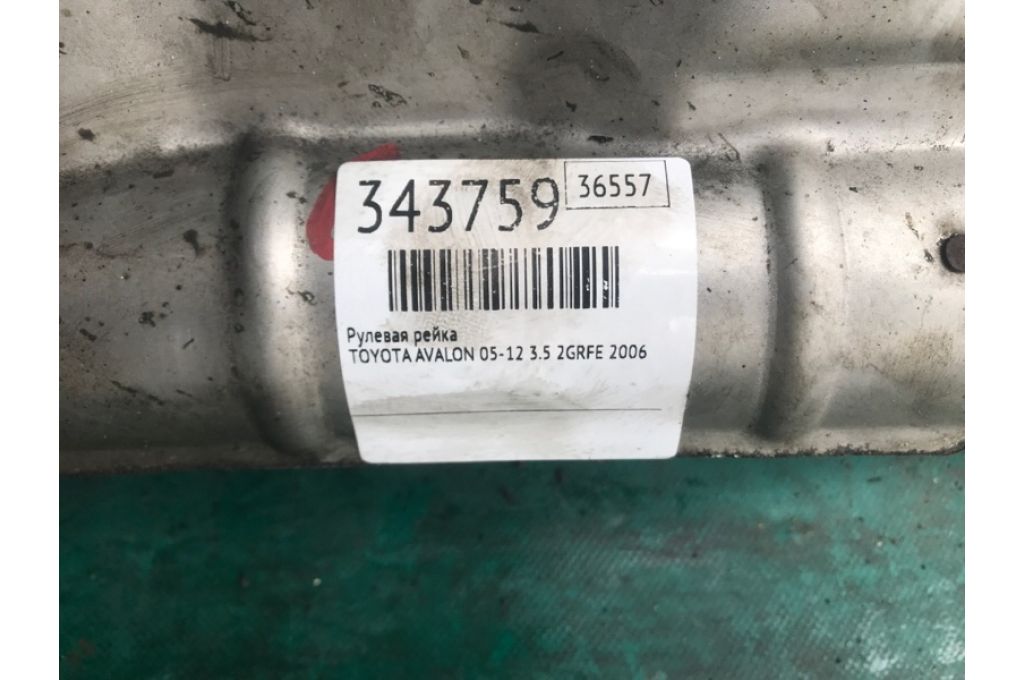 343759 36557
Рулевая рейка
TOYOTA AVALON 05-12 3.5 2GRFE 2006